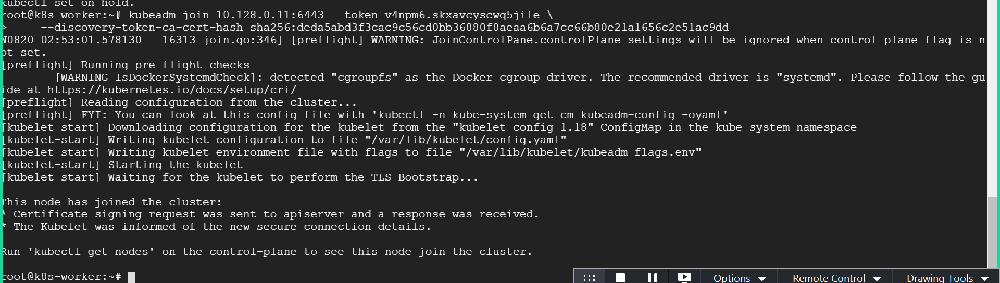 kubectl set on hold.
root@k8s-worker:~# kubeadm join 10.128.0.11:6443 --token v4npm6.skxavcyscwq5jile \
>     --discovery-token-ca-cert-hash sha256:deda5abd3f3cac9c56cd0bb36880f8aeaa6b6a7cc66b80e21a1656c2e51ac9dd
W0820 02:53:01.578130   16313 join.go:346] [preflight] WARNING: JoinControlPane.controlPlane settings will be ignored when control-plane flag is n
ot set.
[preflight] Running pre-flight checks
        [WARNING IsDockerSystemdCheck]: detected "cgroupfs" as the Docker cgroup driver. The recommended driver is "systemd". Please follow the gu
ide at https://kubernetes.io/docs/setup/cri/
[preflight] Reading configuration from the cluster...
[preflight] FYI: You can look at this config file with 'kubectl -n kube-system get cm kubeadm-config -oyaml'
[kubelet-start] Downloading configuration for the kubelet from the "kubelet-config-1.18" ConfigMap in the kube-system namespace
[kubelet-start] Writing kubelet configuration to file "/var/lib/kubelet/config.yaml"
[kubelet-start] Writing kubelet environment file with flags to file "/var/lib/kubelet/kubeadm-flags.env"
[kubelet-start] Starting the kubelet
[kubelet-start] Waiting for the kubelet to perform the TLS Bootstrap...

This node has joined the cluster:
* Certificate signing request was sent to apiserver and a response was received.
* The Kubelet was informed of the new secure connection details.

Run 'kubectl get nodes' on the control-plane to see this node join the cluster.

root@k8s-worker:~#
Options Remote Control Drawing Tools